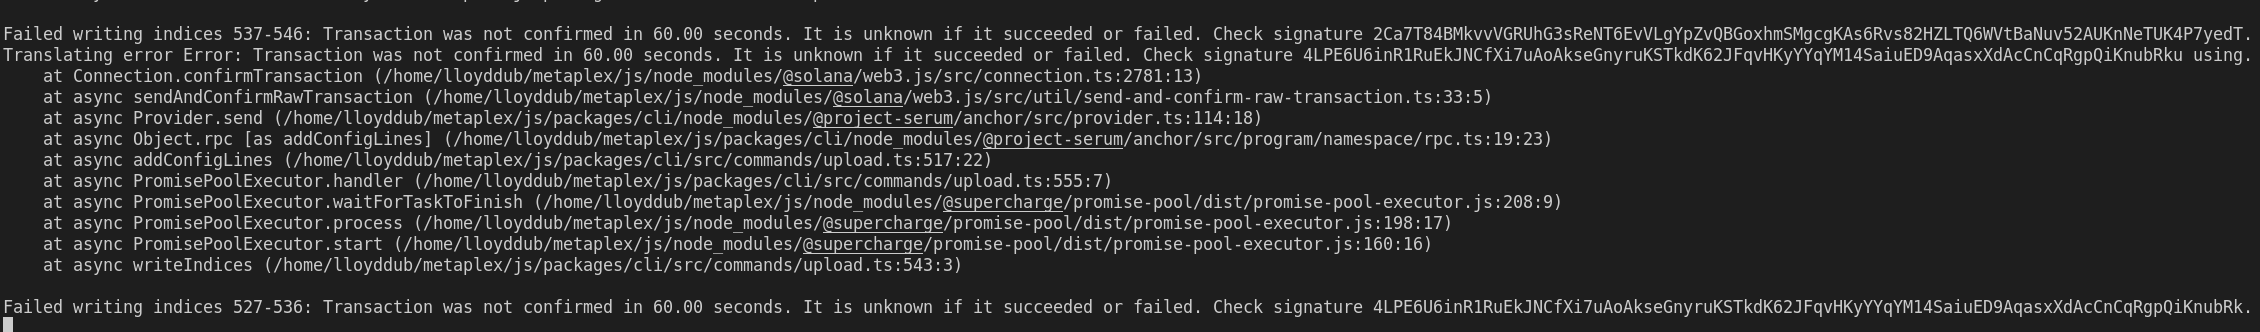 Failed writing indices 537-546: Transaction was not confirmed in 60.00 seconds. It is unknown if it succeeded or failed. Check signature 2Ca7T84BMkvvVGRUhG3sReNT6EvVLgYpZvQBGoxhmSMgcgKAs6Rvs82HZLTQ6WVtBaNuv52AUKnNeTUK4P7yedT.
Translating error Error: Transaction was not confirmed in 60.00 seconds. It is unknown if it succeeded or failed. Check signature 4LPE6U6inR1RuEkJNCfXi7uAoAkseGnyruKSTkdK62JFqvHKyYYqYM14SaiuED9AqasxXdAcCnCqRgpQiKnubRku using.
at Connection.confirmTransaction (/home/lloyddub/metaplex/js/node_modules/@solana/web3.js/src/connection.ts:2781:13)
at async sendAndConfirmRawTransaction (/home/lloyddub/metaplex/js/node_modules/@solana/web3.js/src/util/send-and-confirm-raw-transaction.ts:33:5)
at async Provider.send (/home/lloyddub/metaplex/js/packages/cli/node_modules/@project-serum/anchor/src/provider.ts:114:18)
at async Object.rpc [as addConfigLines] (/home/lloyddub/metaplex/js/packages/cli/node_modules/@project-serum/anchor/src/program/namespace/rpc.ts:19:23)
at async addConfigLines (/home/lloyddub/metaplex/js/packages/cli/src/commands/upload.ts:517:22)
at async PromisePoolExecutor.handler (/home/lloyddub/metaplex/js/packages/cli/src/commands/upload.ts:555:7)
at async PromisePoolExecutor.waitForTaskToFinish (/home/lloyddub/metaplex/js/node_modules/@supercharge/promise-pool/dist/promise-pool-executor.js:208:9)
at async PromisePoolExecutor.process (/home/lloyddub/metaplex/js/node_modules/@supercharge/promise-pool/dist/promise-pool-executor.js:198:17)
at async PromisePoolExecutor.start (/home/lloyddub/metaplex/js/node_modules/@supercharge/promise-pool/dist/promise-pool-executor.js:160:16)
at async writeIndices (/home/lloyddub/metaplex/js/packages/cli/src/commands/upload.ts:543:3)
Failed writing indices 527-536: Transaction was not confirmed in 60.00 seconds. It is unknown if it succeeded or failed. Check signature 4LPE6U6inR1RuEkJNCfXi7uAoAkseGnyruKSTkdK62JFqvHKyYYqYM14SaiuED9AqasxXdAcCnCqRgpQiKnubRk.